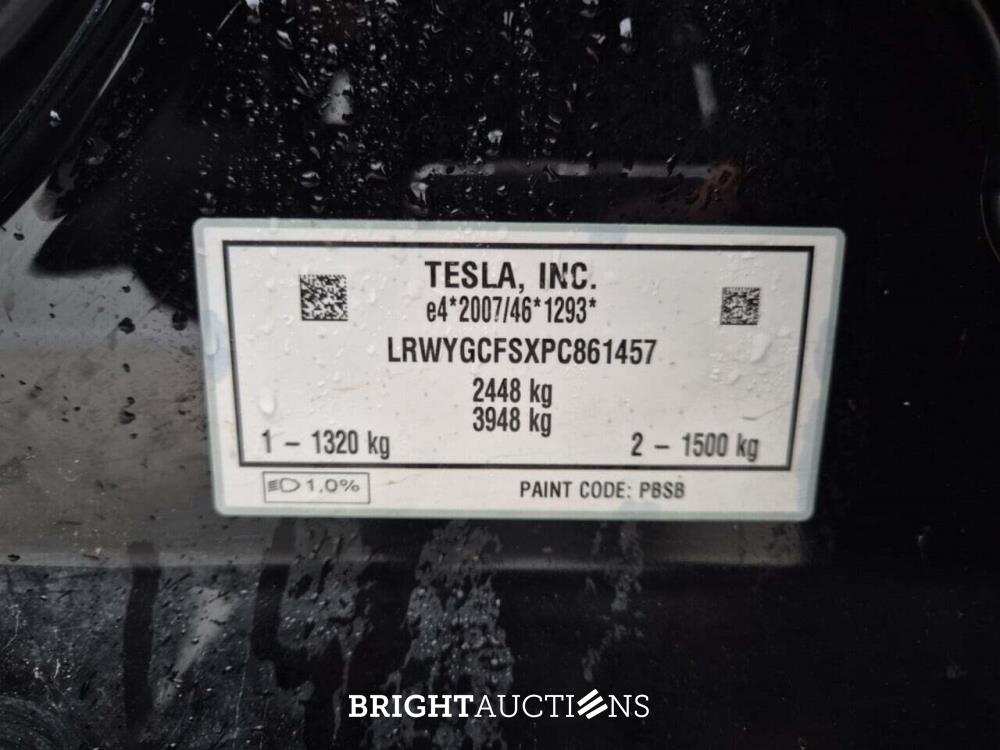 TESLA, INC.
e4*2007/46*1293*
LRWYGCFSXPC861457
2448 kg
3948 kg
1 – 1320 kg 2 – 1500 kg
1.0% PAINT CODE: PBSB
BRIGHTAUCTIONS